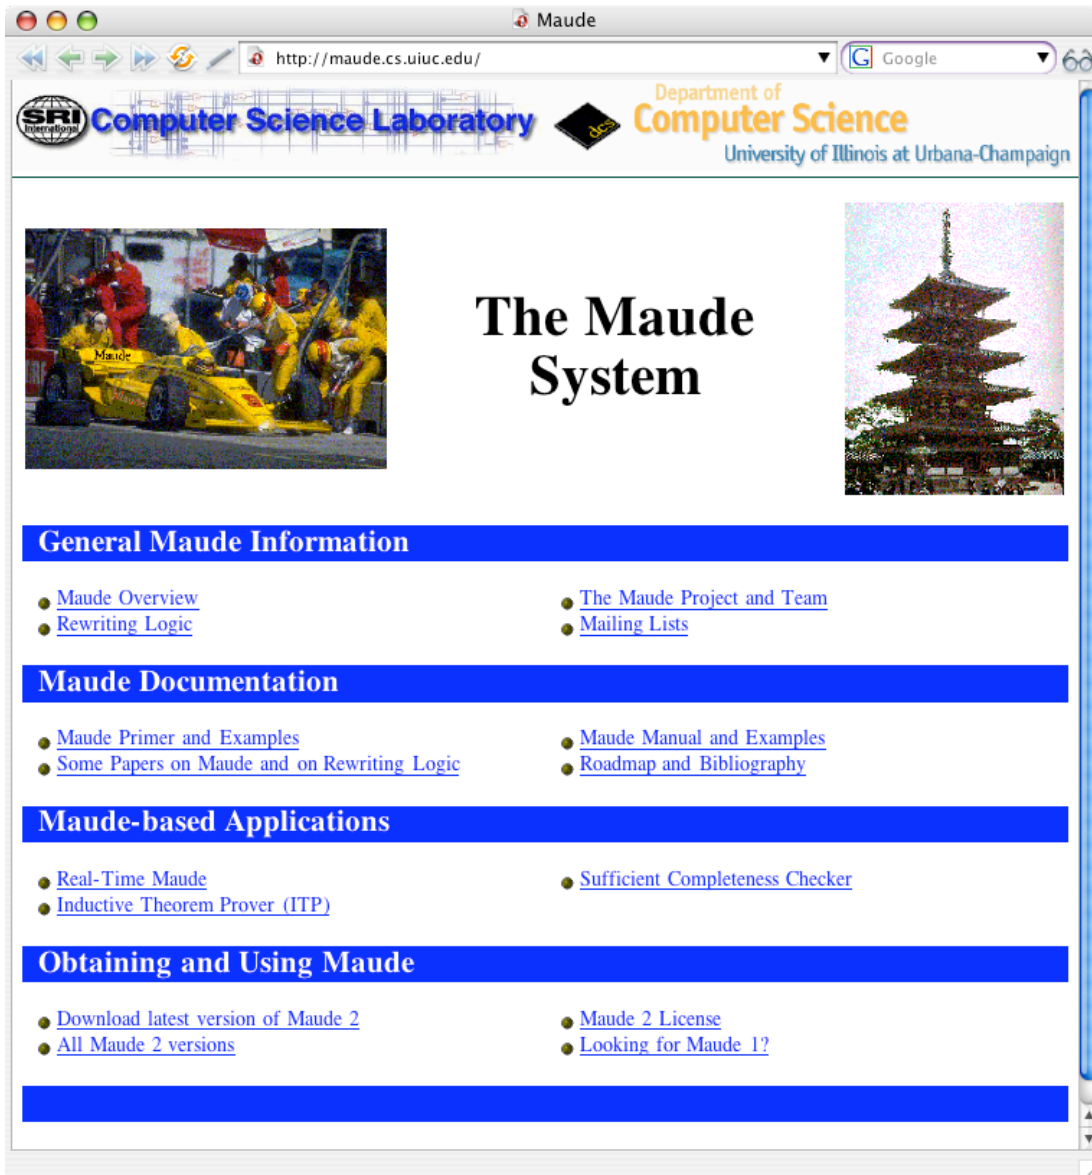 Maude
http://maude.cs.uiuc.edu/
G Google
SRI International
Computer Science Laboratory
dcs
Department of
Computer Science
University of Illinois at Urbana-Champaign
Maude
The Maude
System
General Maude Information
Maude Overview
The Maude Project and Team
Rewriting Logic
Mailing Lists
Maude Documentation
Maude Primer and Examples
Maude Manual and Examples
Some Papers on Maude and on Rewriting Logic
Roadmap and Bibliography
Maude-based Applications
Real-Time Maude
Sufficient Completeness Checker
Inductive Theorem Prover (ITP)
Obtaining and Using Maude
Download latest version of Maude 2
Maude 2 License
All Maude 2 versions
Looking for Maude 1?